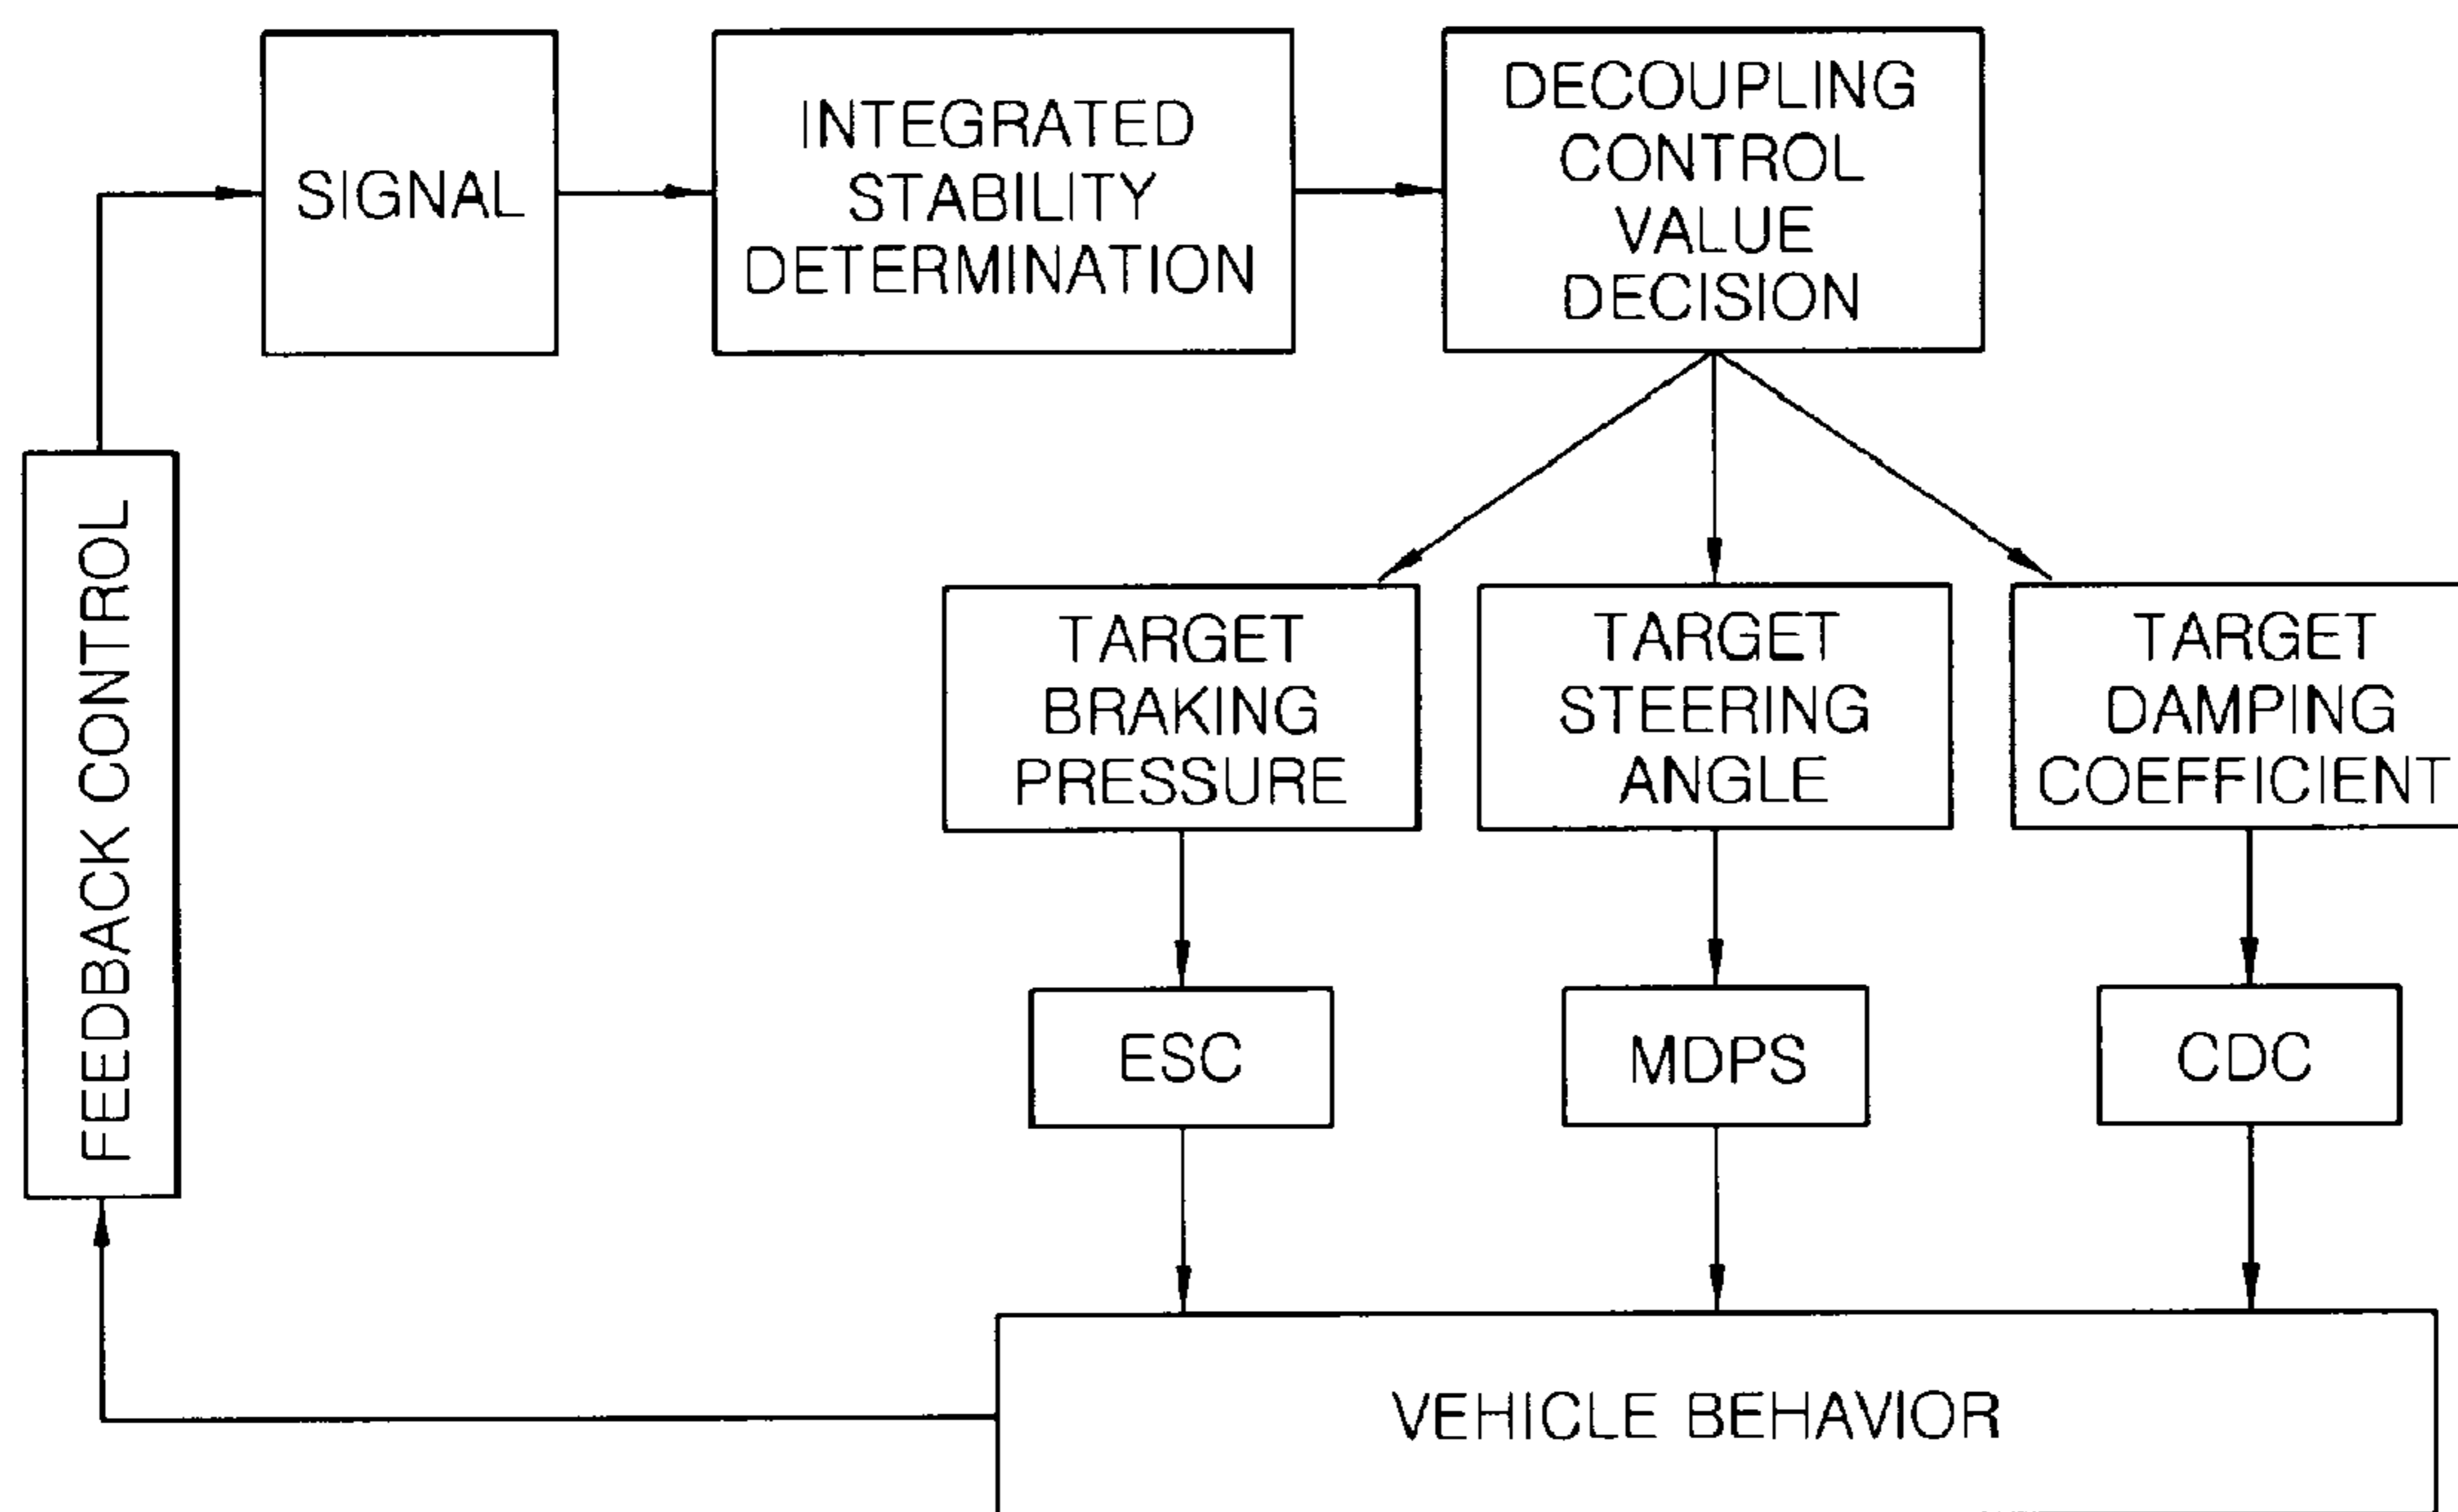 SIGNAL
INTEGRATED
STABILITY
DETERMINATION
DECOUPLING
CONTROL
VALUE
DECISION
FEEDBACK CONTROL
TARGET
BRAKING
PRESSURE
TARGET
STEERING
ANGLE
TARGET
DAMPING
COEFFICIENT
ESC
MDPS
CDC
VEHICLE BEHAVIOR